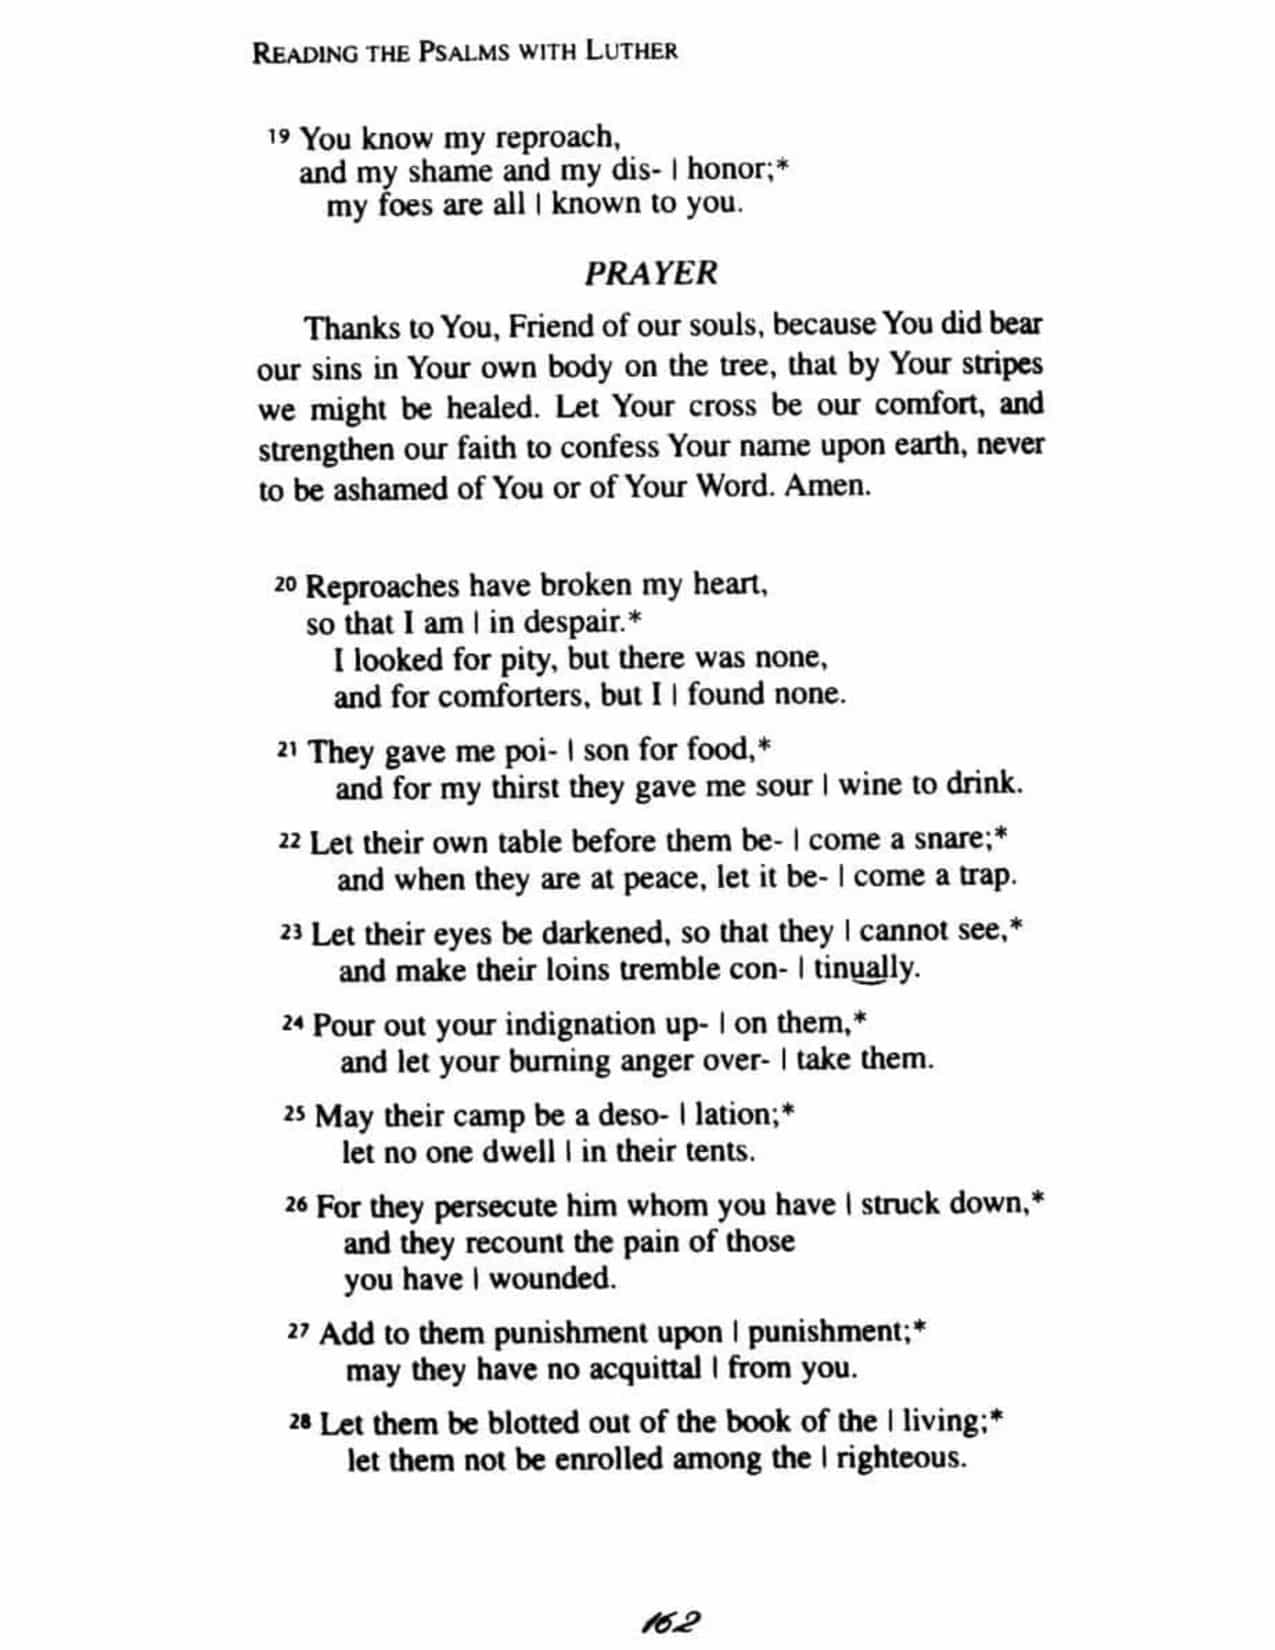 READING THE PSALMS WITH LUTHER
19 You know my reproach,
and my shame and my dis- | honor;*
my foes are all | known to you.
PRAYER
Thanks to You, Friend of our souls, because You did bear
our sins in Your own body on the tree, that by Your stripes
we might be healed. Let Your cross be our comfort, and
strengthen our faith to confess Your name upon earth, never
to be ashamed of You or of Your Word. Amen.
20 Reproaches have broken my heart,
so that I am | in despair.*
I looked for pity, but there was none,
and for comforters, but I | found none.
21 They gave me poi- | son for food,*
and for my thirst they gave me sour | wine to drink.
22 Let their own table before them be- | come a snare;*
and when they are at peace, let it be- | come a trap.
23 Let their eyes be darkened, so that they | cannot see,*
and make their loins tremble con- | tinually.
24 Pour out your indignation up- | on them,*
and let your burning anger over- | take them.
25 May their camp be a deso- | lation;*
let no one dwell | in their tents.
26 For they persecute him whom you have | struck down,*
and they recount the pain of those
you have | wounded.
27 Add to them punishment upon | punishment;*
may they have no acquittal | from you.
28 Let them be blotted out of the book of the | living;*
let them not be enrolled among the | righteous.
162